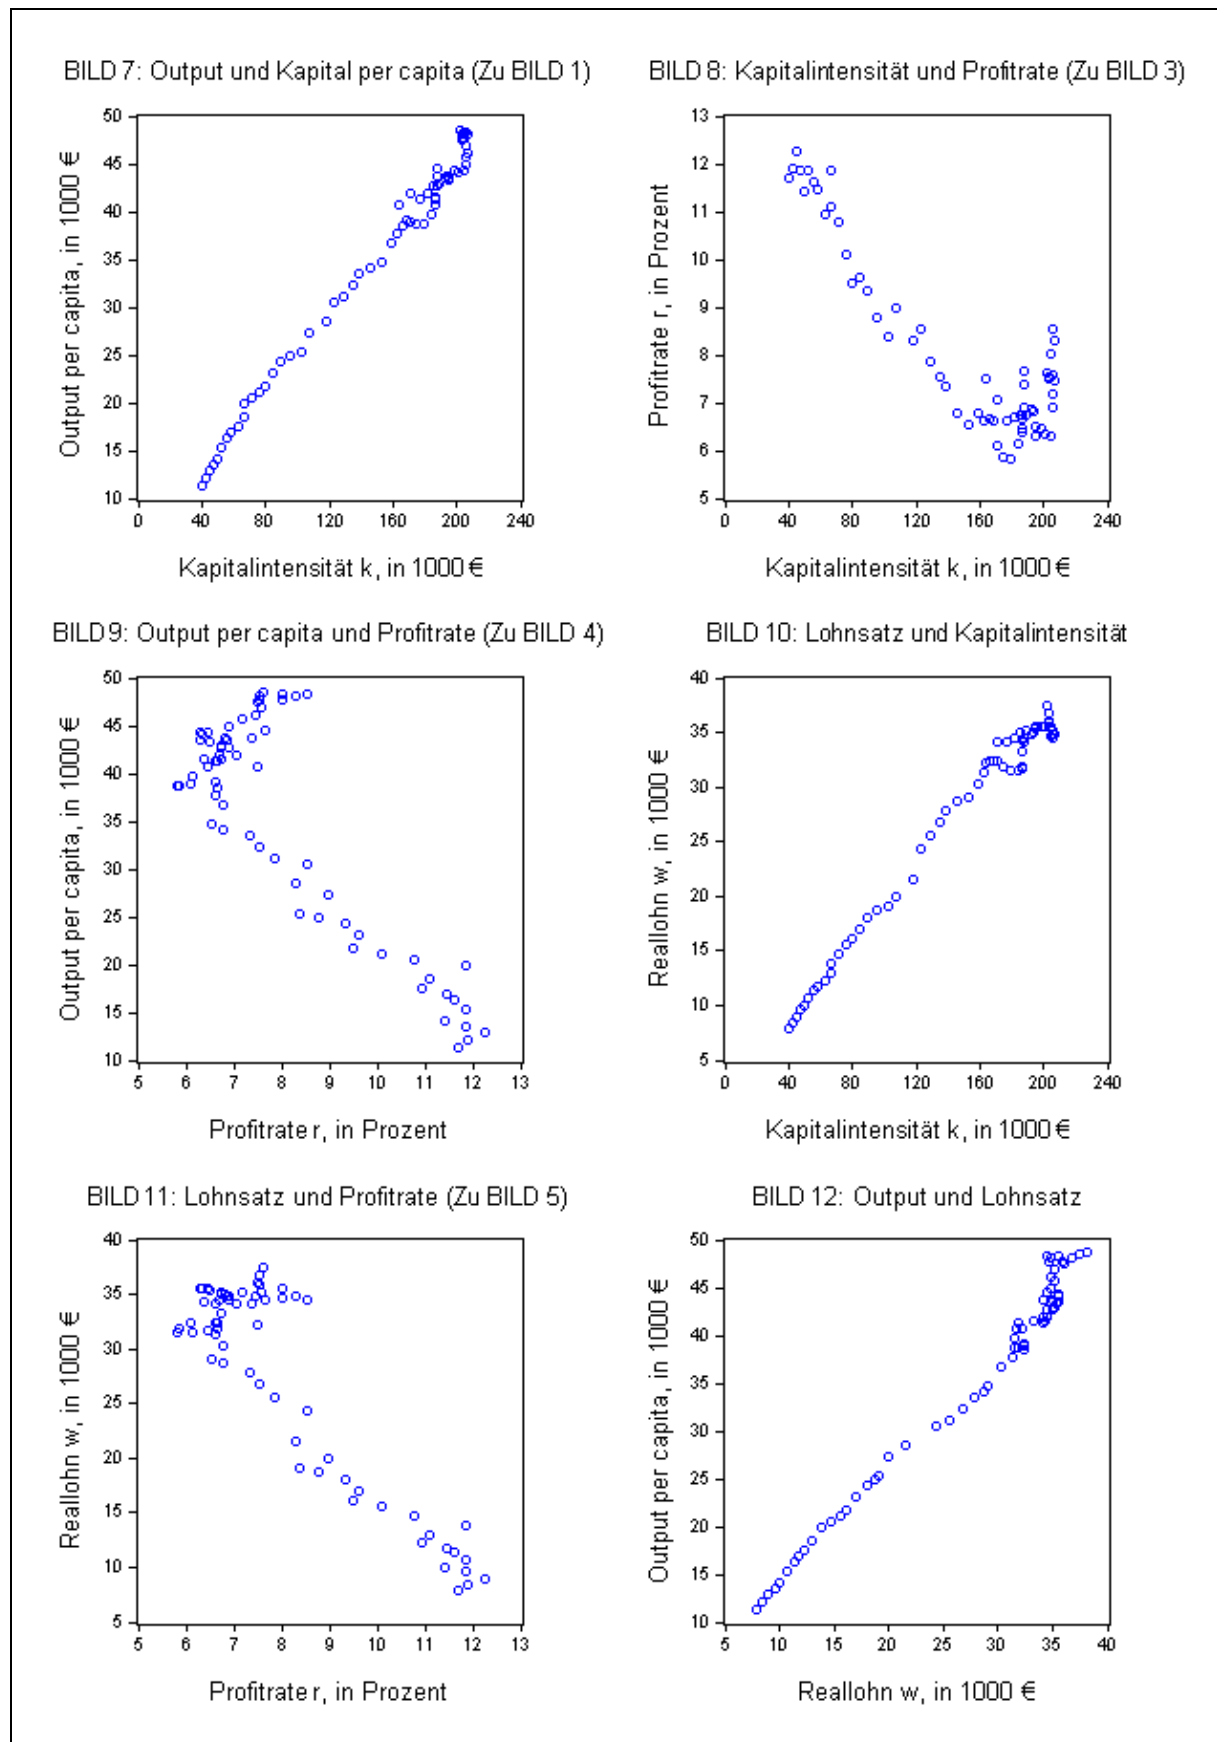 BILD 7: Output und Kapital per capita (Zu BILD 1)
Output per capita, in 1000 €
50
45
40
35
30
25
20
15
10
0 40 80 120 160 200 240
Kapitalintensität k, in 1000 €
BILD 8: Kapitalintensität und Profitrate (Zu BILD 3)
Profitrate r, in Prozent
13
12
11
10
9
8
7
6
5
0 40 80 120 160 200 240
Kapitalintensität k, in 1000 €
BILD 9: Output per capita und Profitrate (Zu BILD 4)
Output per capita, in 1000 €
50
45
40
35
30
25
20
15
10
5 6 7 8 9 10 11 12 13
Profitrate r, in Prozent
BILD 10: Lohnsatz und Kapitalintensität
Reallohn w, in 1000 €
40
35
30
25
20
15
10
5
0 40 80 120 160 200 240
Kapitalintensität k, in 1000 €
BILD 11: Lohnsatz und Profitrate (Zu BILD 5)
Reallohn w, in 1000 €
40
35
30
25
20
15
10
5
5 6 7 8 9 10 11 12 13
Profitrate r, in Prozent
BILD 12: Output und Lohnsatz
Output per capita, in 1000 €
50
45
40
35
30
25
20
15
10
5 10 15 20 25 30 35 40
Reallohn w, in 1000 €